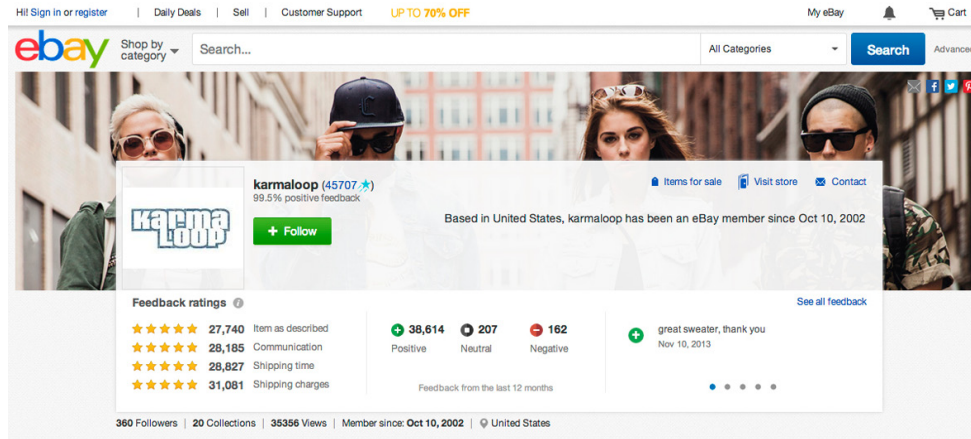 Hi! Sign in or register | Daily Deals | Sell | Customer Support UP TO 70% OFF My eBay Cart
ebay Shop by category Search... All Categories Search Advance
karmaloop (45707)
99.5% positive feedback
Items for sale Visit store Contact
KARMA
LOOP
+ Follow
Based in United States, karmaloop has been an eBay member since Oct 10, 2002
Feedback ratings
See all feedback
27,740 Item as described
28,185 Communication
28,827 Shipping time
31,081 Shipping charges
38,614 207 162
Positive Neutral Negative
Feedback from the last 12 months
great sweater, thank you
Nov 10, 2013
360 Followers | 20 Collections | 35356 Views | Member since: Oct 10, 2002 | United States